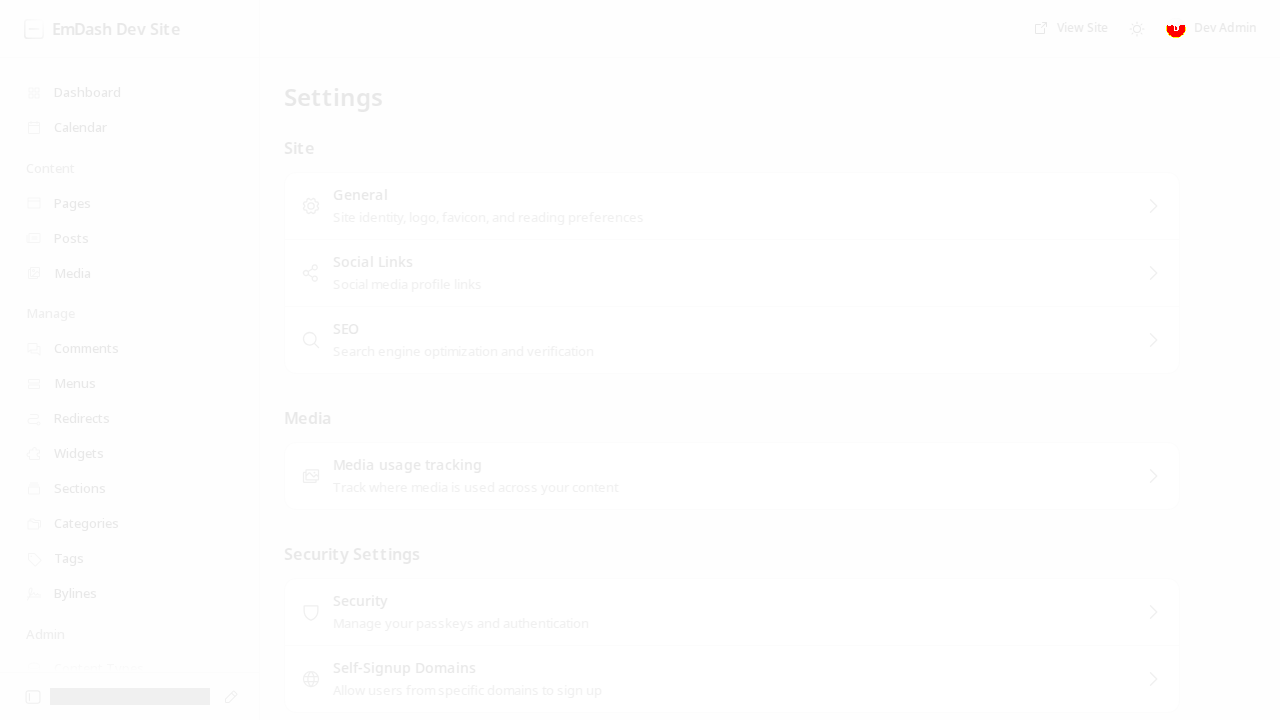 EmDash Dev Site
View Site
Dev Admin
Dashboard
Calendar
Content
Pages
Posts
Media
Manage
Comments
Menus
Redirects
Widgets
Sections
Categories
Tags
Bylines
Admin
Settings
Site
General
Site identity, logo, favicon, and reading preferences
Social Links
Social media profile links
SEO
Search engine optimization and verification
Media
Media usage tracking
Track where media is used across your content
Security Settings
Security
Manage your passkeys and authentication
Self-Signup Domains
Allow users from specific domains to sign up